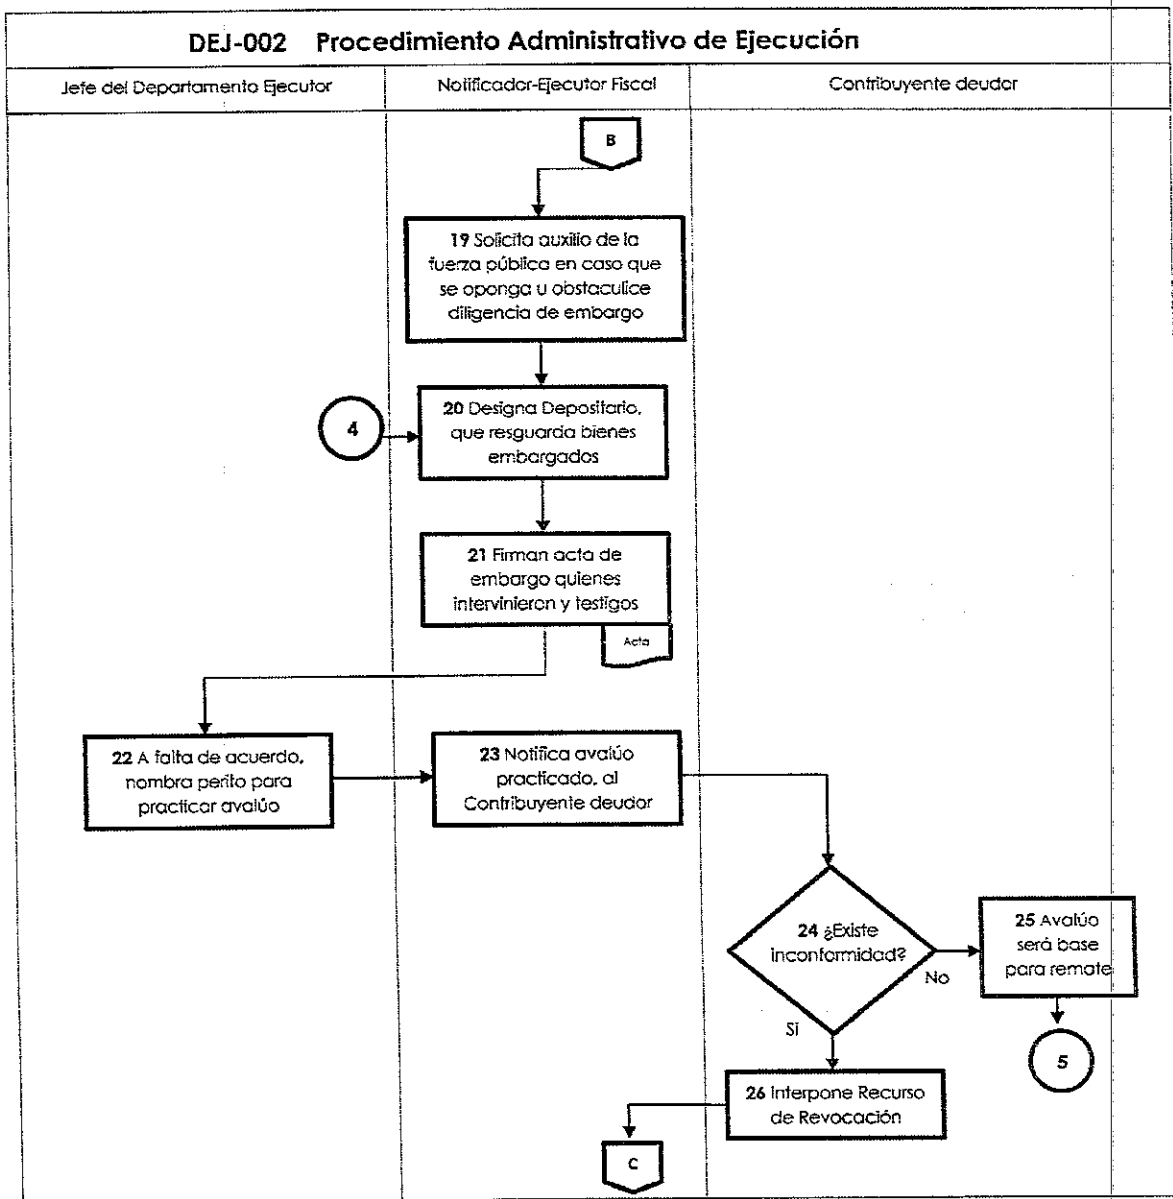 DEJ-002 Procedimiento Administrativo de Ejecución
Jefe del Departamento Ejecutor
Notificador-Ejecutor Fiscal
Contribuyente deudor
B
19 Solicita auxilio de la
fuerza pública en caso que
se oponga u obstaculice
diligencia de embargo
4
20 Designa Depositario,
que resguarda bienes
embargados
21 Firman acta de
embargo quienes
intervinieron y testigos
Acta
22 A falta de acuerdo,
nombra perito para
practicar avalúo
23 Notifica avalúo
practicado, al
Contribuyente deudor
24 ¿Existe
inconformidad?
No
Si
25 Avalúo
será base
para remate
5
26 Interpone Recurso
de Revocación
C